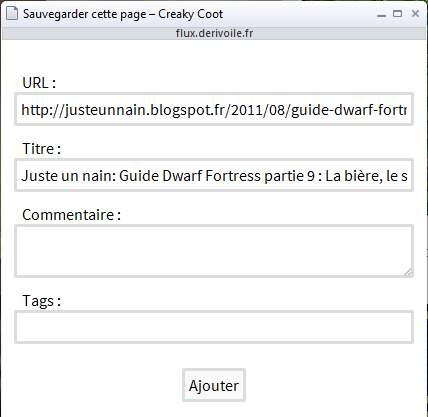 Sauvegarder cette page – Creaky Coot
flux.derivoile.fr
URL :
http://justeunnain.blogspot.fr/2011/08/guide-dwarf-fortr
Titre :
Juste un nain: Guide Dwarf Fortress partie 9 : La bière, le s
Commentaire :
Tags :
Ajouter